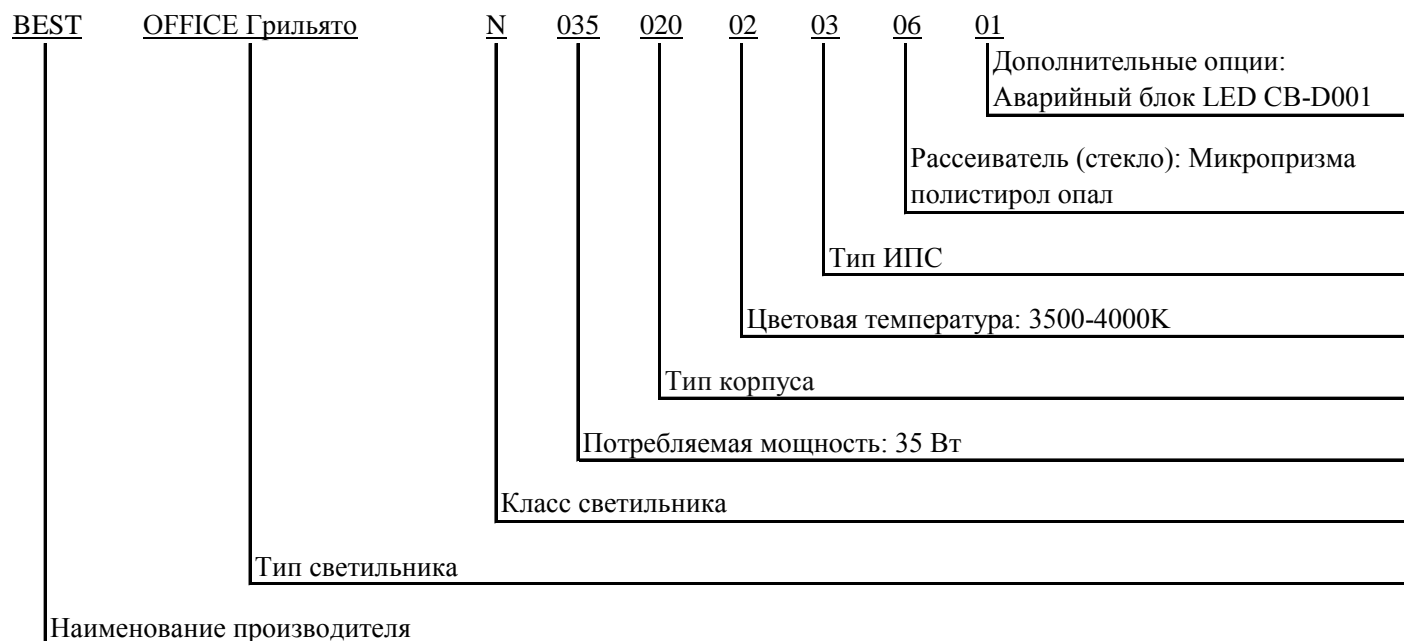 BEST OFFICE Грильято N 035 020 02 03 06 01
Дополнительные опции:
Аварийный блок LED CB-D001
Рассеиватель (стекло): Микропризма
полистирол опал
Тип ИПС
Цветовая температура: 3500-4000K
Тип корпуса
Потребляемая мощность: 35 Вт
Класс светильника
Тип светильника
Наименование производителя